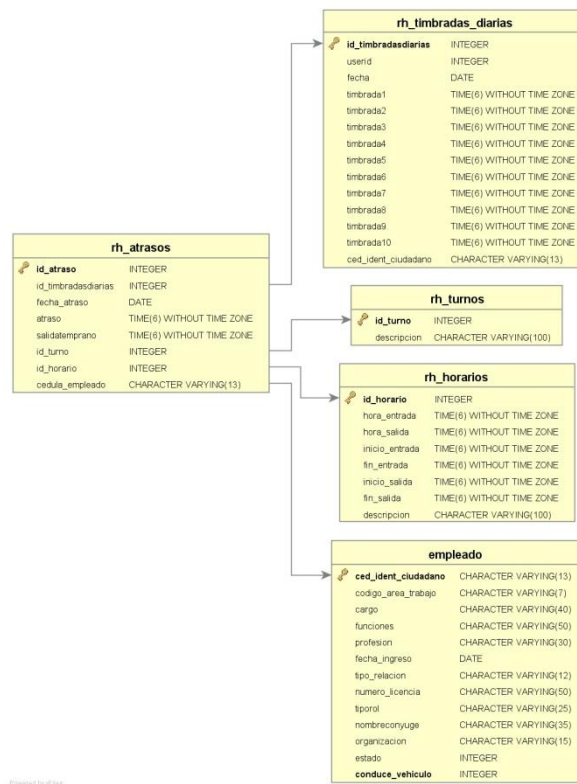 rh_timbradas_diarias
id_timbradasdiarias INTEGER
userid INTEGER
fecha DATE
timbrada1 TIME(6) WITHOUT TIME ZONE
timbrada2 TIME(6) WITHOUT TIME ZONE
timbrada3 TIME(6) WITHOUT TIME ZONE
timbrada4 TIME(6) WITHOUT TIME ZONE
timbrada5 TIME(6) WITHOUT TIME ZONE
timbrada6 TIME(6) WITHOUT TIME ZONE
timbrada7 TIME(6) WITHOUT TIME ZONE
timbrada8 TIME(6) WITHOUT TIME ZONE
timbrada9 TIME(6) WITHOUT TIME ZONE
timbrada10 TIME(6) WITHOUT TIME ZONE
ced_ident_ciudadano CHARACTER VARYING(13)
rh_atrasos
id_atraso INTEGER
id_timbradasdiarias INTEGER
fecha_atraso DATE
atraso TIME(6) WITHOUT TIME ZONE
salidatemprano TIME(6) WITHOUT TIME ZONE
id_turno INTEGER
id_horario INTEGER
cedula_empleado CHARACTER VARYING(13)
rh_turnos
id_turno INTEGER
descripcion CHARACTER VARYING(100)
rh_horarios
id_horario INTEGER
hora_entrada TIME(6) WITHOUT TIME ZONE
hora_salida TIME(6) WITHOUT TIME ZONE
inicio_entrada TIME(6) WITHOUT TIME ZONE
fin_entrada TIME(6) WITHOUT TIME ZONE
inicio_salida TIME(6) WITHOUT TIME ZONE
fin_salida TIME(6) WITHOUT TIME ZONE
descripcion CHARACTER VARYING(100)
empleado
ced_ident_ciudadano CHARACTER VARYING(13)
codigo_area_trabajo CHARACTER VARYING(7)
cargo CHARACTER VARYING(40)
funciones CHARACTER VARYING(50)
profesion CHARACTER VARYING(30)
fecha_ingreso DATE
tipo_relacion CHARACTER VARYING(12)
numero_licencia CHARACTER VARYING(50)
tiporol CHARACTER VARYING(25)
nombreconyuge CHARACTER VARYING(35)
organizacion CHARACTER VARYING(15)
estado INTEGER
conduce_vehiculo INTEGER
Powered by